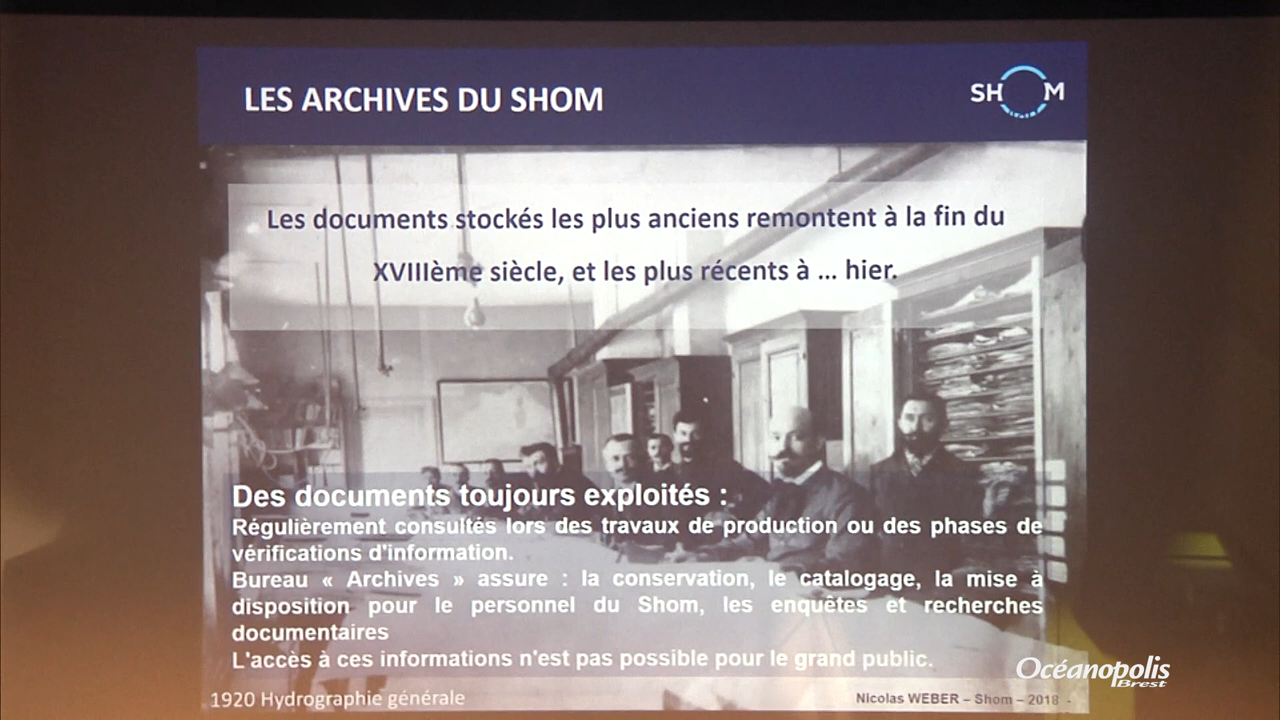 LES ARCHIVES DU SHOM
SHOM
Les documents stockés les plus anciens remontent à la fin du
XVIIIème siècle, et les plus récents à ... hier.
Des documents toujours exploités :
Régulièrement consultés lors des travaux de production ou des phases de
vérifications d'information.
Bureau « Archives » assure : la conservation, le catalogage, la mise à
disposition pour le personnel du Shom, les enquêtes et recherches
documentaires
L'accès à ces informations n'est pas possible pour le grand public.
Océanopolis
Brest
1920 Hydrographie générale
Nicolas WEBER – Shom – 2018 -